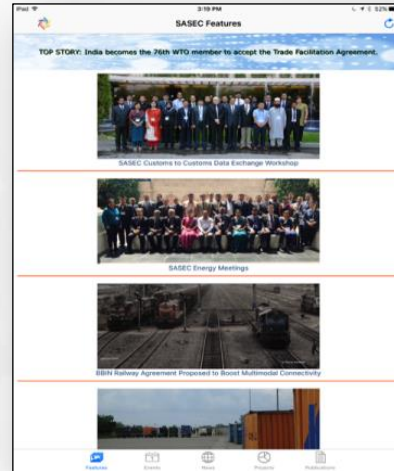 iPad
3:19 PM
52%
SASEC Features
TOP STORY: India becomes the 76th WTO member to accept the Trade Facilitation Agreement.
SASEC Customs to Customs Data Exchange Workshop
SASEC Energy Meetings
BBIN Railway Agreement Proposed to Boost Multimodal Connectivity
Features
Events
News
Projects
Publications